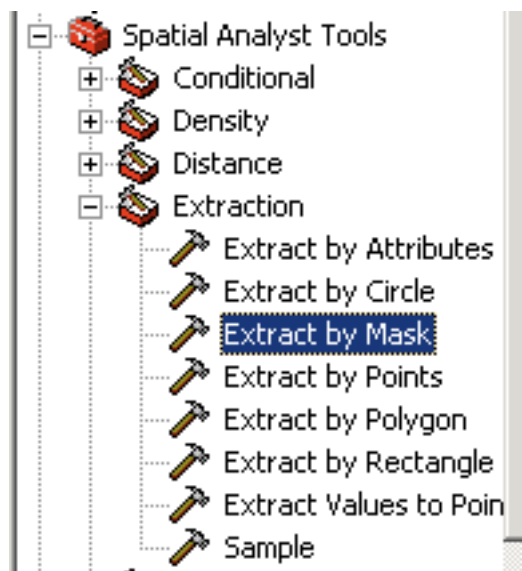 Spatial Analyst Tools
Conditional
Density
Distance
Extraction
Extract by Attributes
Extract by Circle
Extract by Mask
Extract by Points
Extract by Polygon
Extract by Rectangle
Extract Values to Poin
Sample